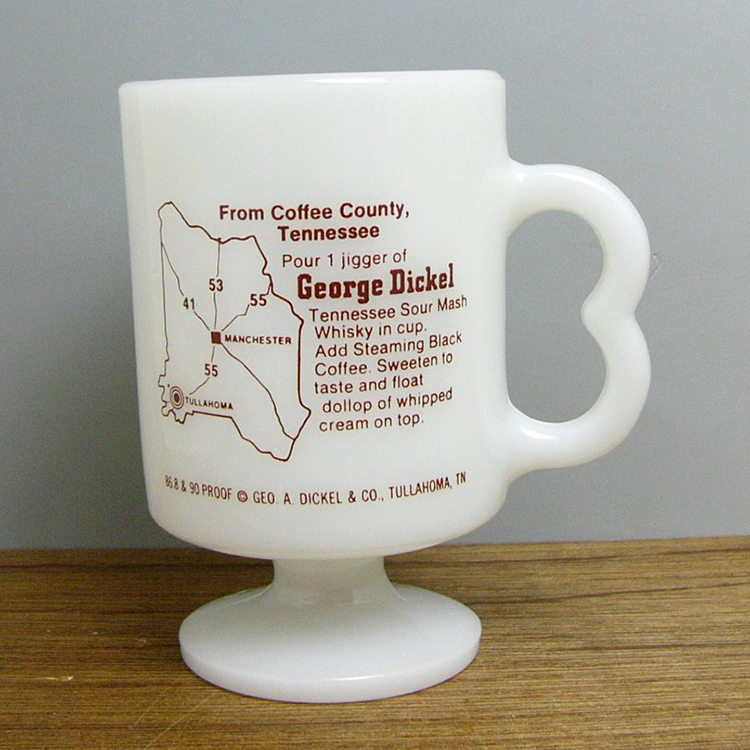 From Coffee County,
Tennessee
Pour 1 jigger of
George Dickel
Tennessee Sour Mash
Whisky in cup.
Add Steaming Black
Coffee. Sweeten to
taste and float
dollop of whipped
cream on top.
53
41
55
MANCHESTER
55
TULLAHOMA
86.8 & 90 PROOF © GEO. A. DICKEL & CO., TULLAHOMA, TN